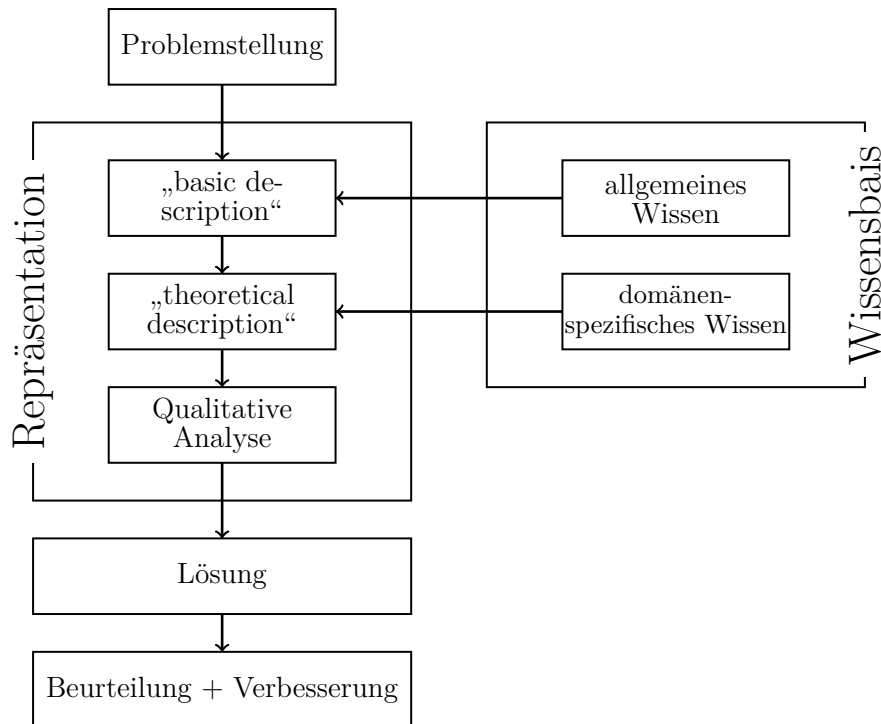 Problemstellung
Repräsentation
„basic de-
scription“
„theoretical
description“
Qualitative
Analyse
Wissensbais
allgemeines
Wissen
domänen-
spezifisches Wissen
Lösung
Beurteilung + Verbesserung